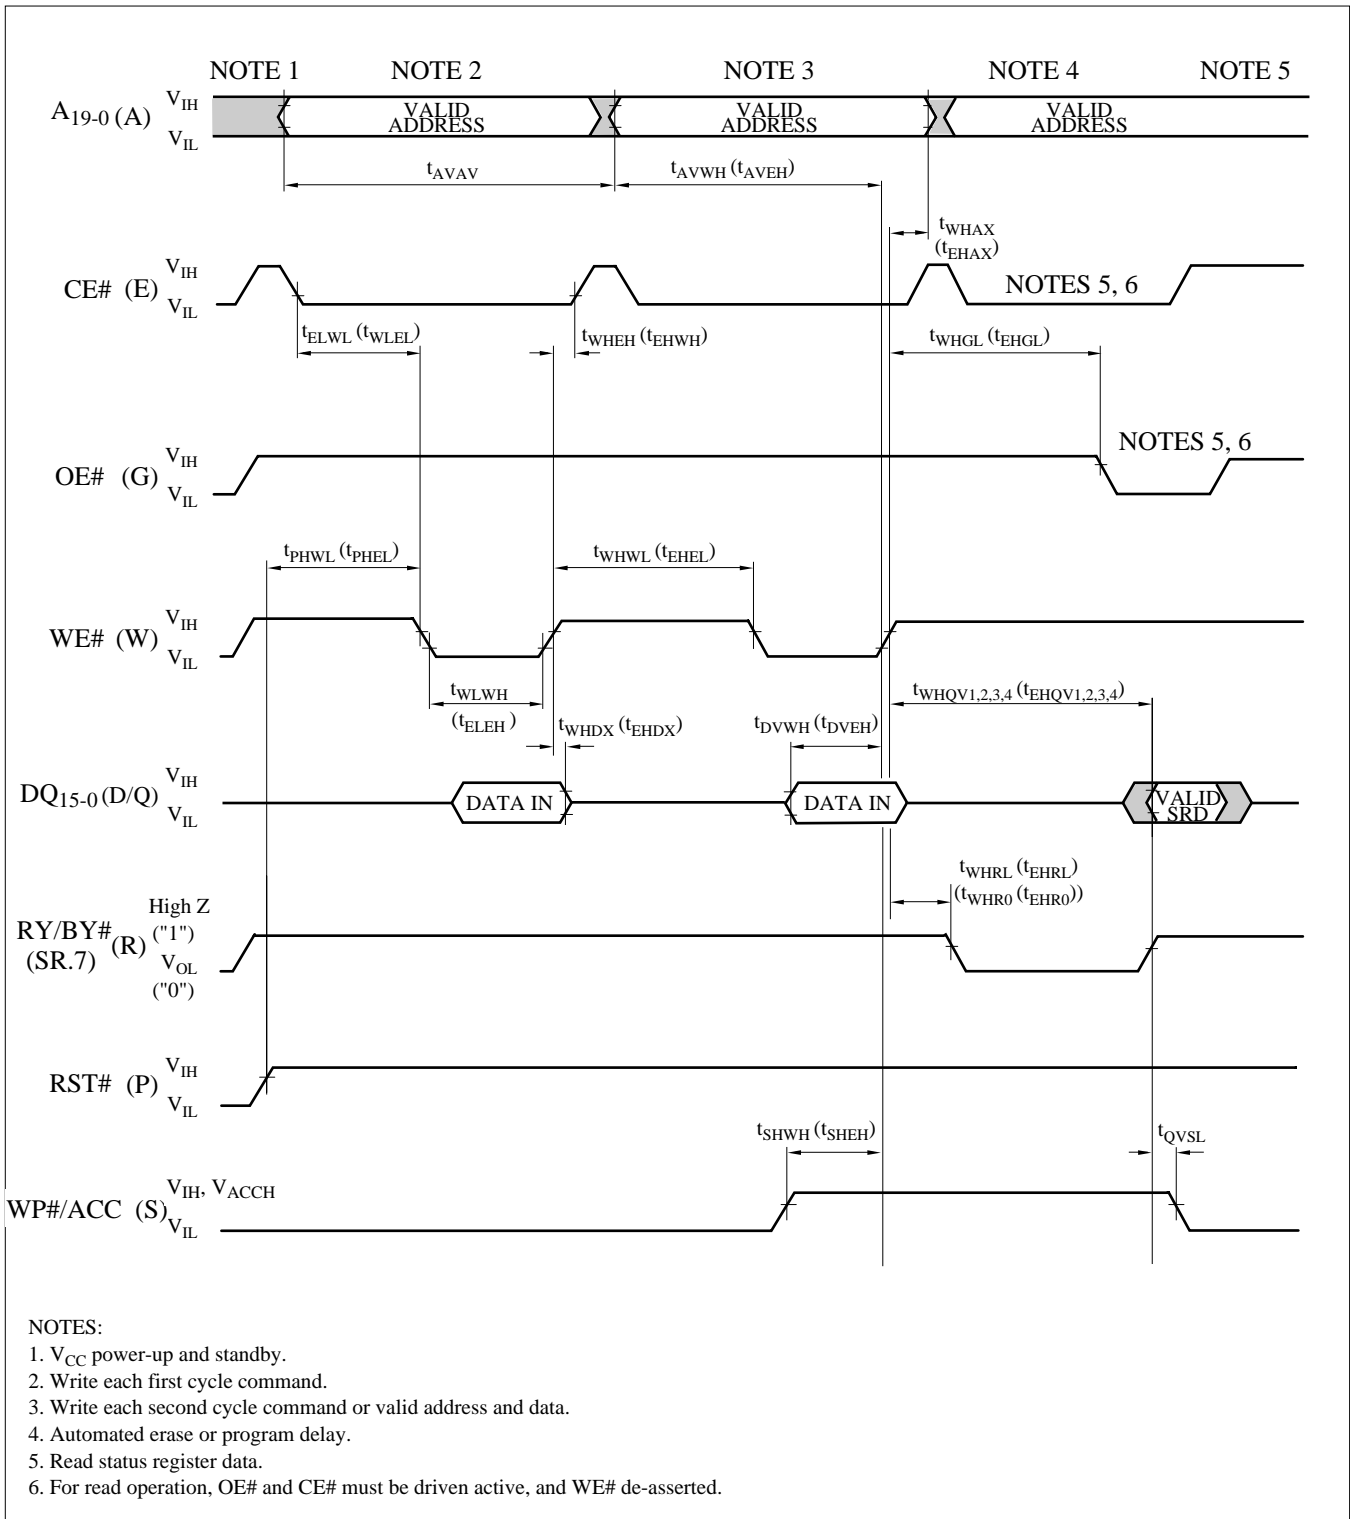 NOTE 1 NOTE 2 NOTE 3 NOTE 4 NOTE 5
A19-0 (A) VIH VIL
VALID ADDRESS VALID ADDRESS VALID ADDRESS
tAVAV tAVWH (tAVEH)
tWHAX
(tEHAX)
CE# (E) VIH VIL
NOTES 5, 6
tELWL (tWLEL) tWHEH (tEHWH) tWHGL (tEHGL)
OE# (G) VIH VIL
NOTES 5, 6
tPHWL (tPHEL) tWHWL (tEHEL)
WE# (W) VIH VIL
tWLWH
(tELEH)
tWHDX (tEHDX) tDVWH (tDVEH) tWHQV1,2,3,4 (tEHQV1,2,3,4)
DQ15-0 (D/Q) VIH VIL
DATA IN DATA IN VALID SRD
tWHRL (tEHRL)
(tWHR0 (tEHR0))
RY/BY# (R)
(SR.7)
High Z
("1")
VOL
("0")
RST# (P) VIH VIL
tSHWH (tSHEH) tQVSL
WP#/ACC (S) VIH, VACCH VIL
NOTES:
1. VCC power-up and standby.
2. Write each first cycle command.
3. Write each second cycle command or valid address and data.
4. Automated erase or program delay.
5. Read status register data.
6. For read operation, OE# and CE# must be driven active, and WE# de-asserted.